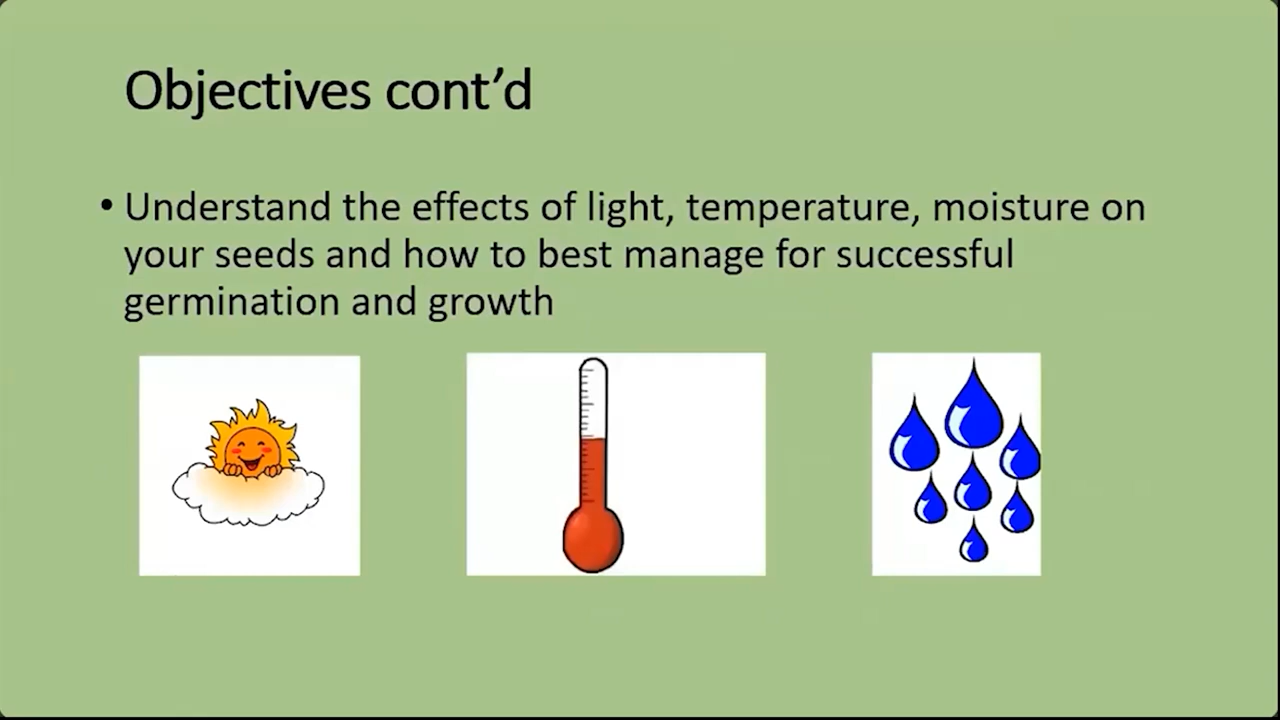 Objectives cont’d
• Understand the effects of light, temperature, moisture on
your seeds and how to best manage for successful
germination and growth